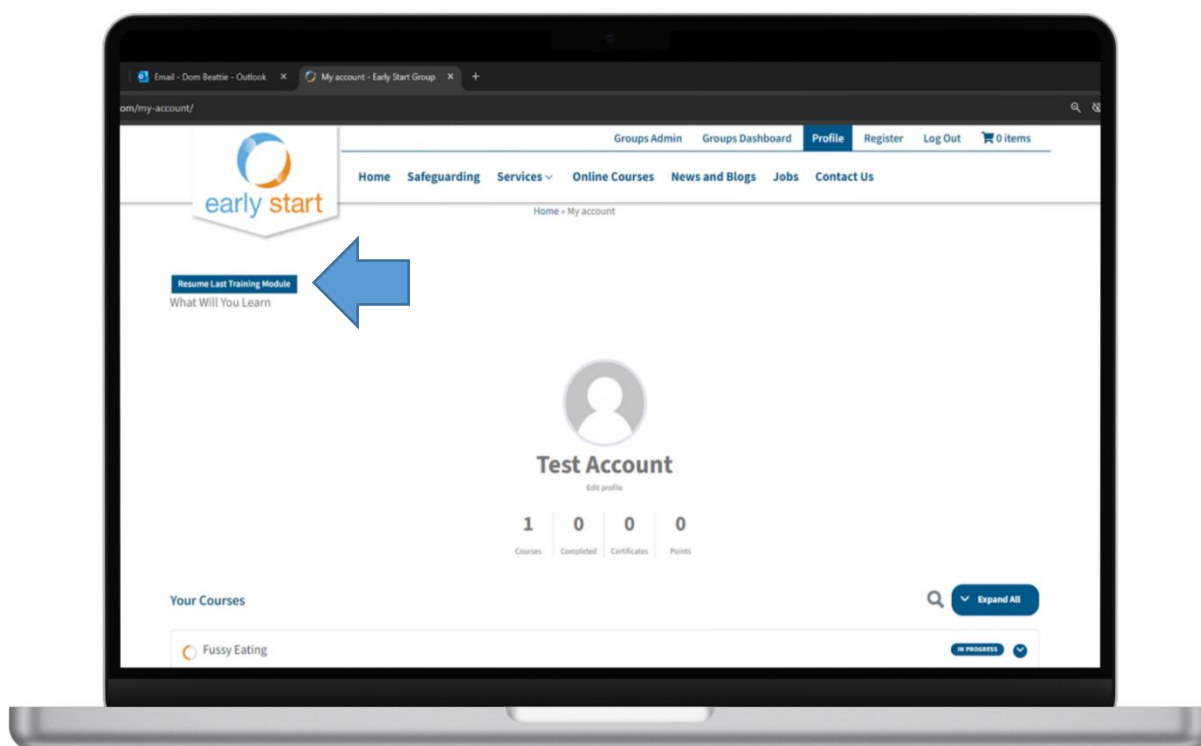 Email - Dom Beattie - Outlook × My account - Early Start Group × +
om/my-account/
Groups Admin Groups Dashboard Profile Register Log Out 0 items
early start
Home Safeguarding Services Online Courses News and Blogs Jobs Contact Us
Home » My account
Resume Last Training Module
What Will You Learn
Test Account
Edit profile
1 0 0 0
Courses Completed Certificates Points
Your Courses
Expand All
Fussy Eating
IN PROGRESS